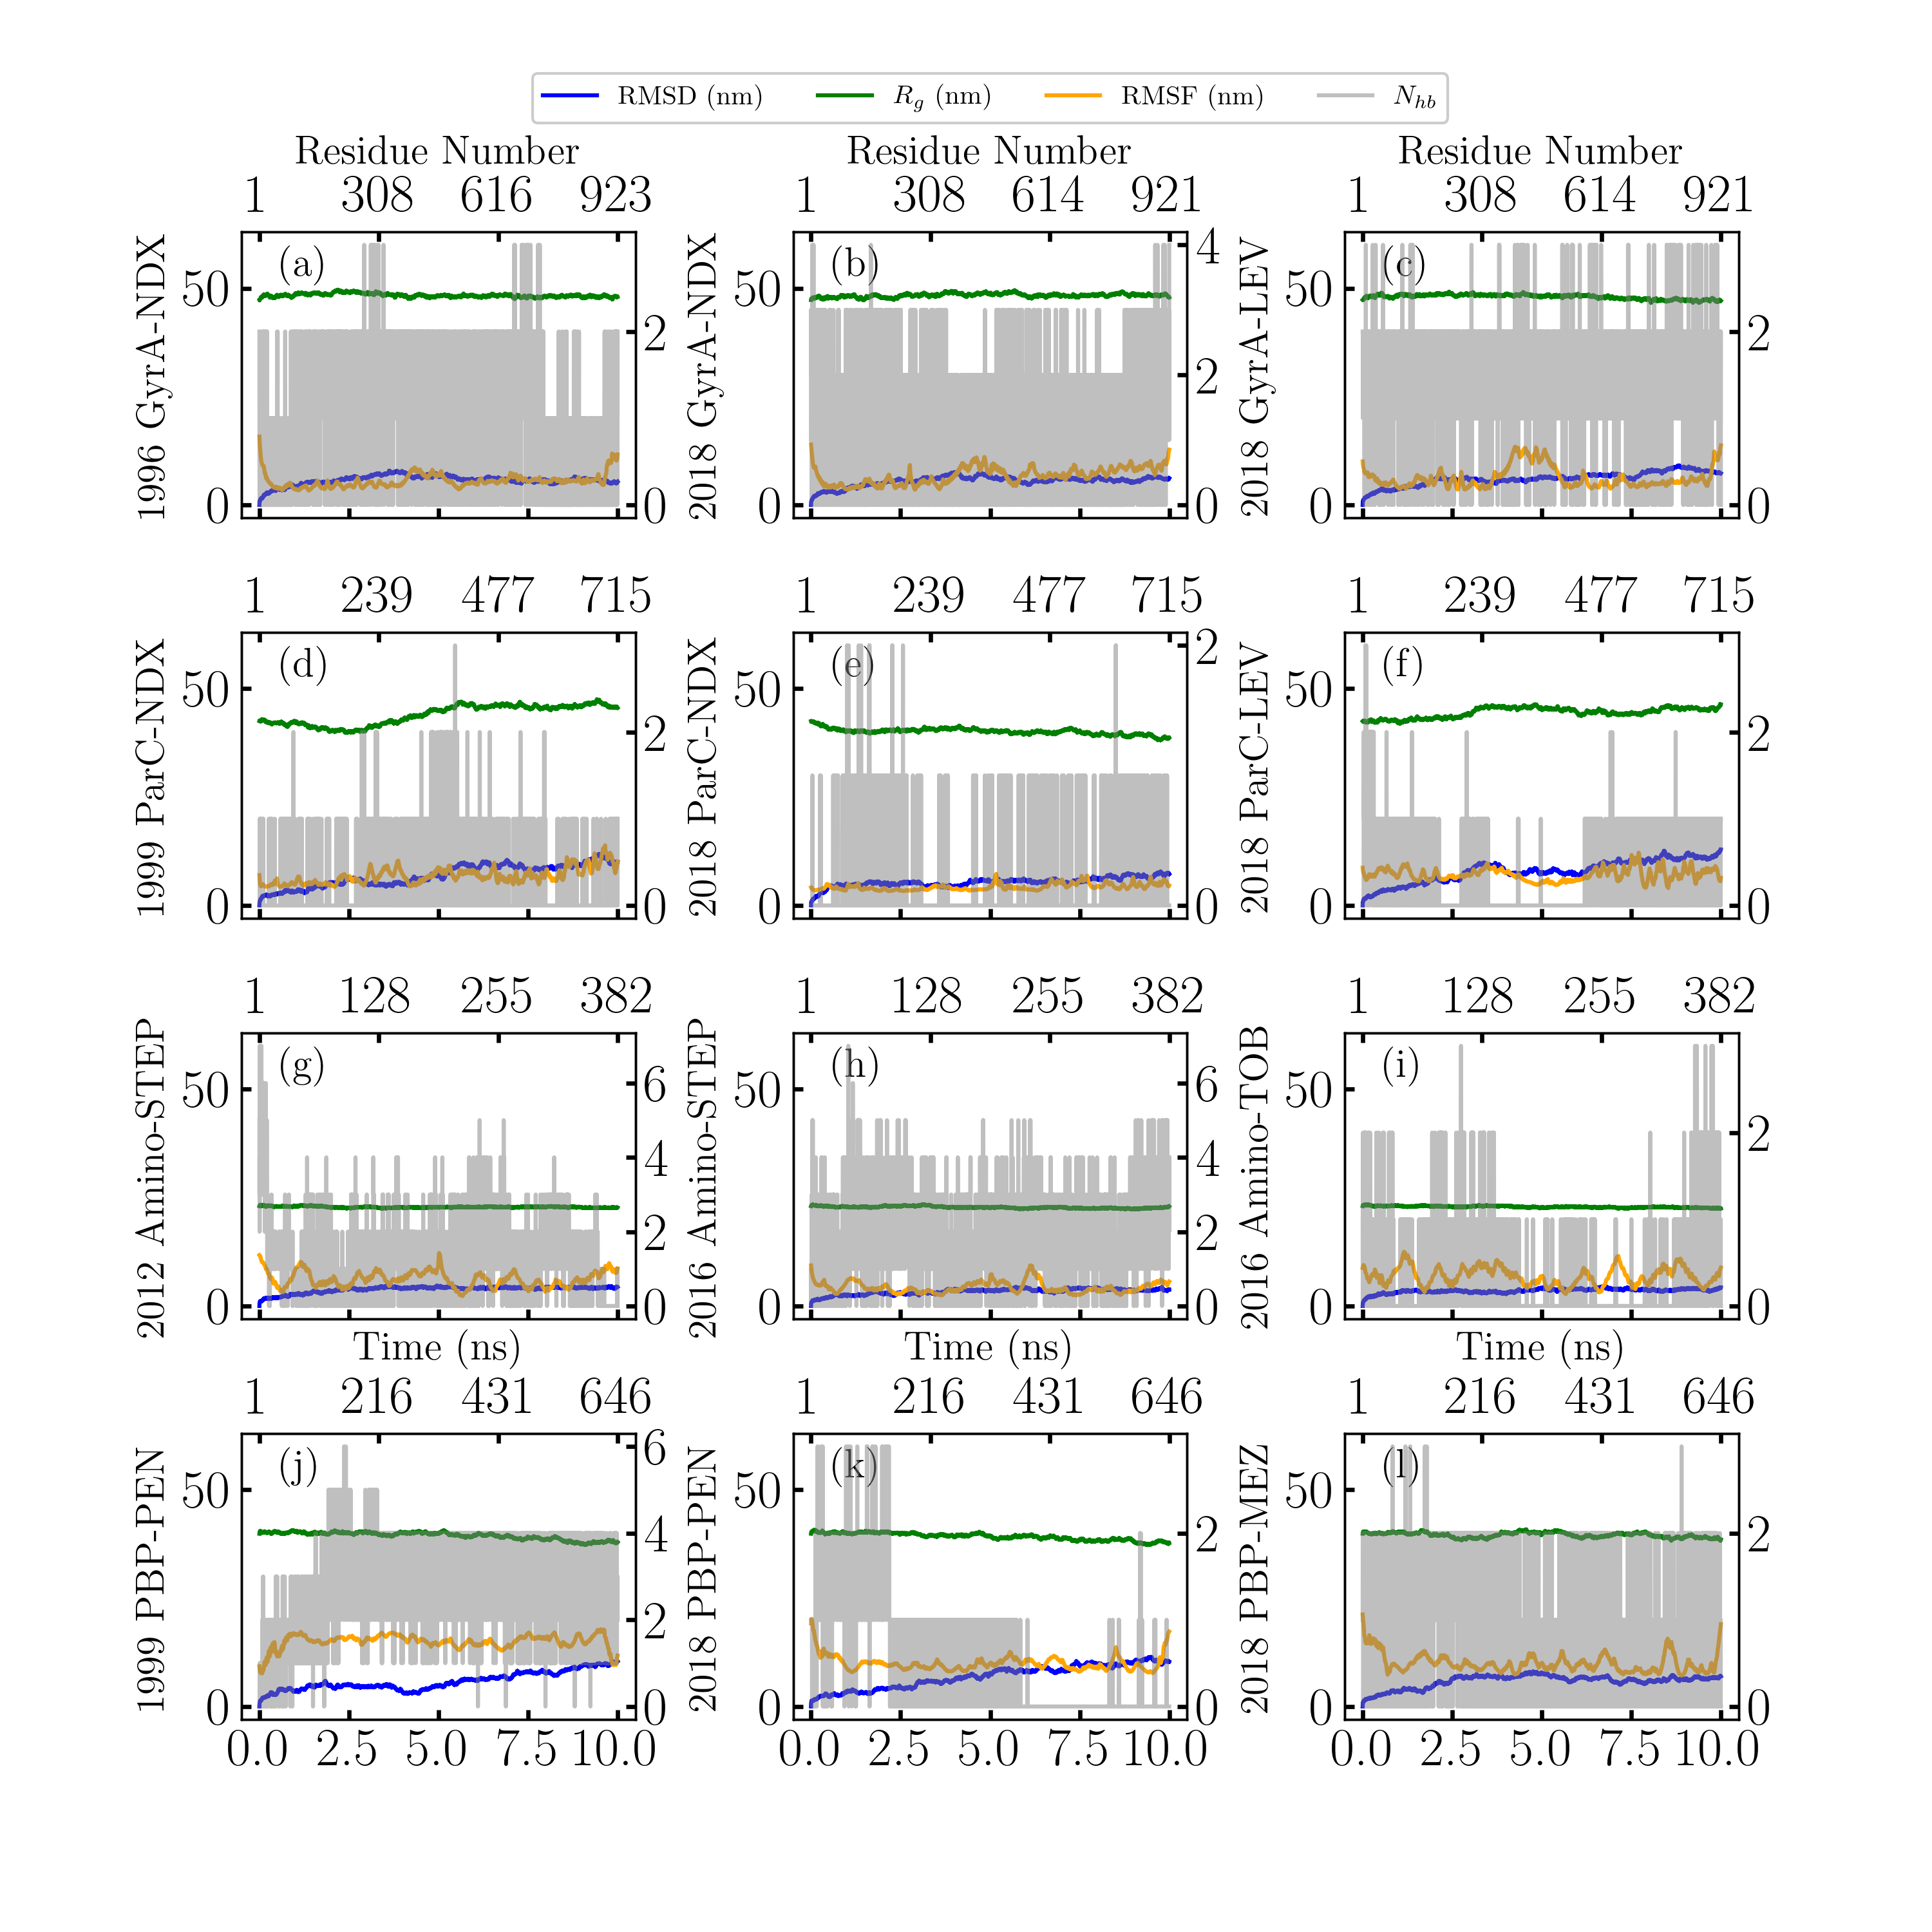 RMSD (nm) R_g (nm) RMSF (nm) N_hb
Residue Number Residue Number Residue Number
1 308 616 923 1 308 614 921 1 308 614 921
1996 GyrA-NDX 50 0 (a) 2 0
2018 GyrA-NDX 50 0 (b) 4 2 0
2018 GyrA-LEV 50 0 (c) 2 0
1 239 477 715 1 239 477 715 1 239 477 715
1999 ParC-NDX 50 0 (d) 2 0
2018 ParC-NDX 50 0 (e) 2 0
2018 ParC-LEV 50 0 (f) 2 0
1 128 255 382 1 128 255 382 1 128 255 382
2012 Amino-STEP 50 0 (g) 6 4 2 0
2016 Amino-STEP 50 0 (h) 6 4 2 0
2016 Amino-TOB 50 0 (i) 2 0
Time (ns) Time (ns) Time (ns)
1 216 431 646 1 216 431 646 1 216 431 646
1999 PBP-PEN 50 0 (j) 6 4 2 0
2018 PBP-PEN 50 0 (k) 2 0
2018 PBP-MEZ 50 0 (l) 2 0
0.0 2.5 5.0 7.5 10.0 0.0 2.5 5.0 7.5 10.0 0.0 2.5 5.0 7.5 10.0